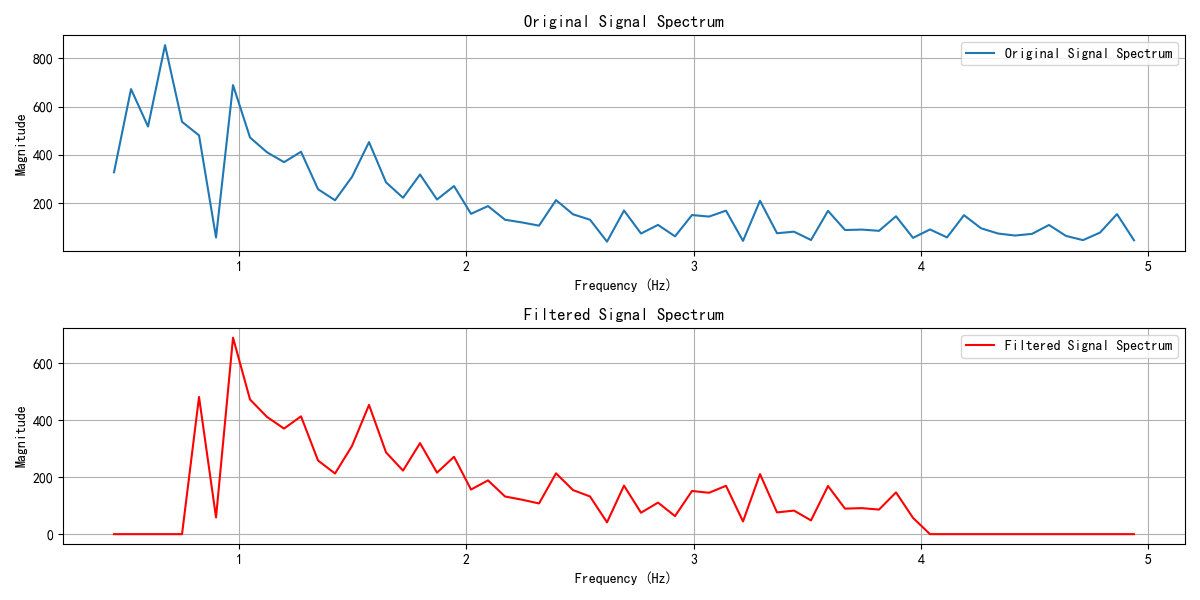 Original Signal Spectrum
Original Signal Spectrum
800
600
400
200
Magnitude
1 2 3 4 5
Frequency (Hz)
Filtered Signal Spectrum
Filtered Signal Spectrum
600
400
200
0
Magnitude
1 2 3 4 5
Frequency (Hz)